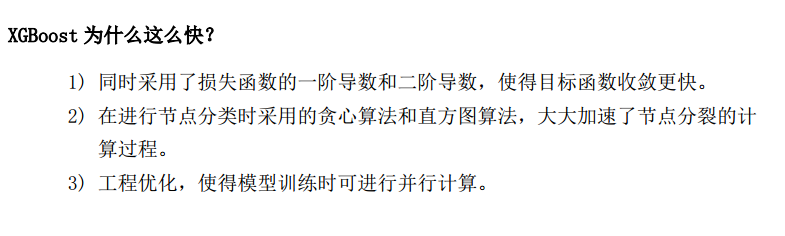 XGBoost 为什么这么快？
1) 同时采用了损失函数的一阶导数和二阶导数，使得目标函数收敛更快。
2) 在进行节点分类时采用的贪心算法和直方图算法，大大加速了节点分裂的计
算过程。
3) 工程优化，使得模型训练时可进行并行计算。